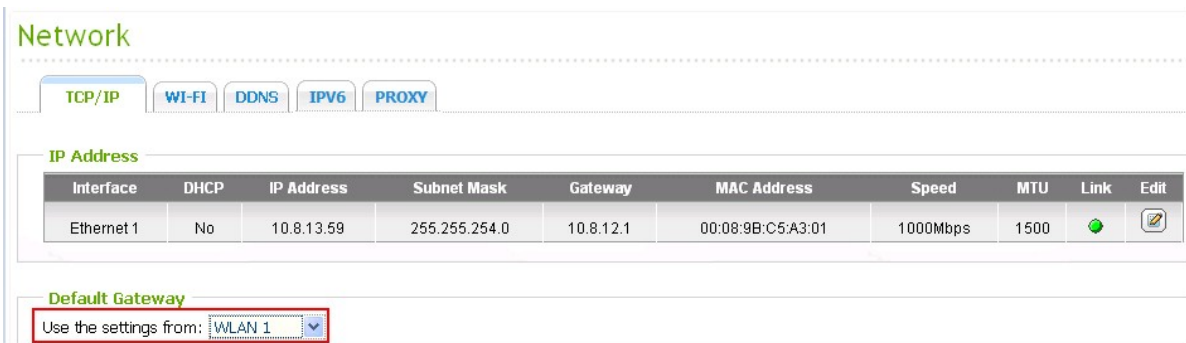 Network
TCP/IP WI-FI DDNS IPV6 PROXY
IP Address
Interface DHCP IP Address Subnet Mask Gateway MAC Address Speed MTU Link Edit
Ethernet 1 No 10.8.13.59 255.255.254.0 10.8.12.1 00:08:9B:C5:A3:01 1000Mbps 1500
Default Gateway
Use the settings from: WLAN 1